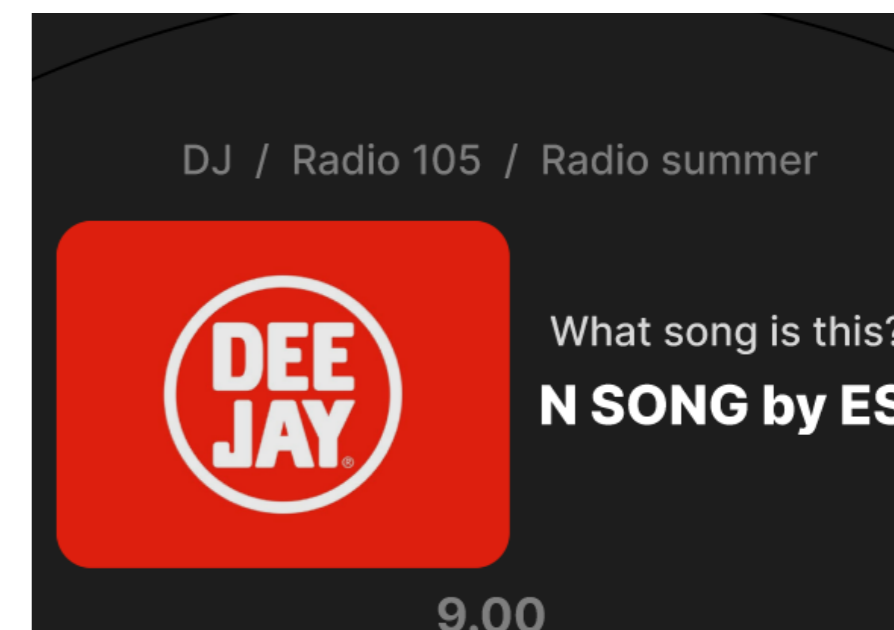 DJ / Radio 105 / Radio summer
DEE
JAY®
What song is this?
N SONG by ES
9.00